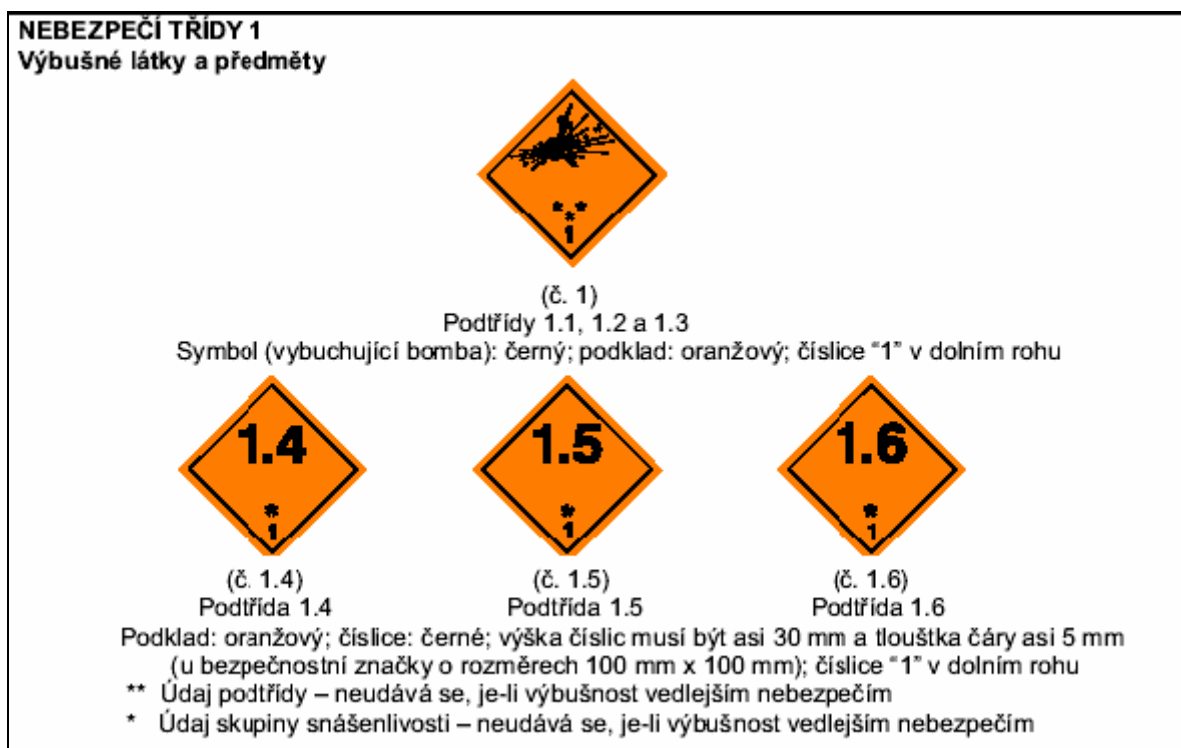 NEBEZPEČÍ TŘÍDY 1
Výbušné látky a předměty
* * *
1
(č. 1)
Podtřídy 1.1, 1.2 a 1.3
Symbol (vybuchující bomba): černý; podklad: oranžový; číslice “1” v dolním rohu
1.4 1.5 1.6
* * *
1 1 1
(č. 1.4) (č. 1.5) (č. 1.6)
Podtřída 1.4 Podtřída 1.5 Podtřída 1.6
Podklad: oranžový; číslice: černé; výška číslic musí být asi 30 mm a tloušťka čáry asi 5 mm
(u bezpečnostní značky o rozměrech 100 mm x 100 mm); číslice “1” v dolním rohu
** Údaj podtřídy – neudává se, je-li výbušnost vedlejším nebezpečím
* Údaj skupiny snášenlivosti – neudává se, je-li výbušnost vedlejším nebezpečím